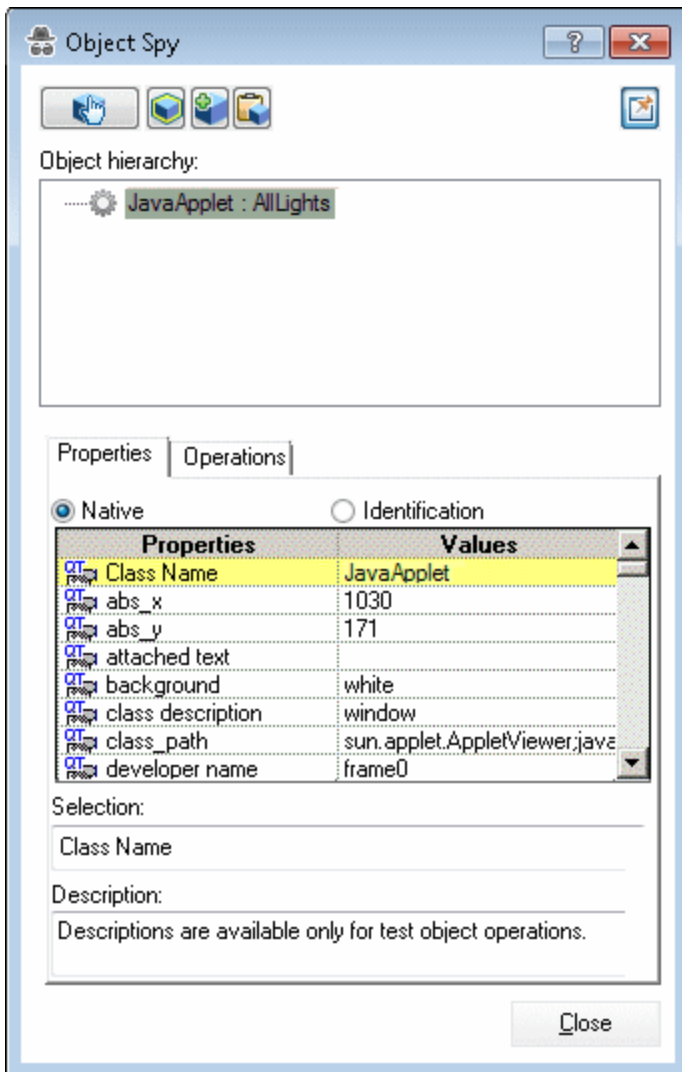 Object Spy
Object hierarchy:
JavaApplet : AllLights
Properties Operations
Native Identification
Properties Values
Class Name JavaApplet
abs_x 1030
abs_y 171
attached text
background white
class description window
class_path sun.applet.AppletViewer;java
developer name frame0
Selection:
Class Name
Description:
Descriptions are available only for test object operations.
Close